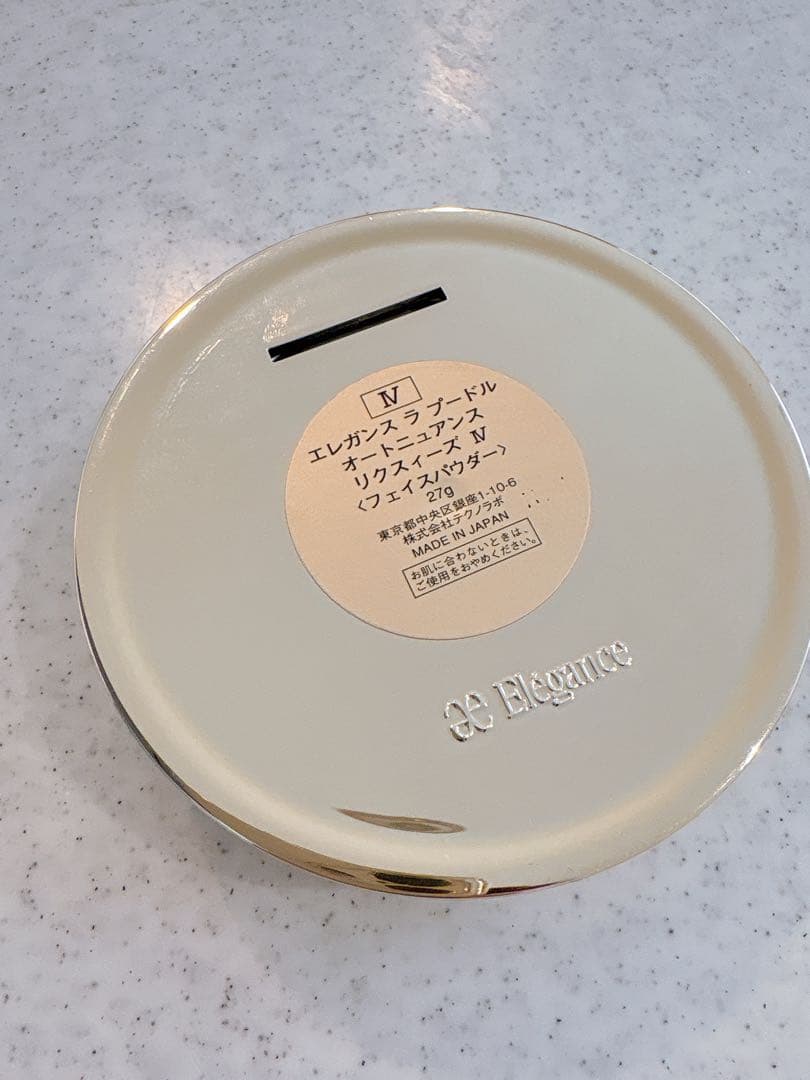 Ⅳ
エレガンス ラ プードル
オートニュアンス
リクスィーズ Ⅳ
〈フェイスパウダー〉
27g
東京都中央区銀座1-10-6
株式会社テクノラボ
MADE IN JAPAN
お肌に合わないときは、
ご使用をおやめください。
ae Elégance